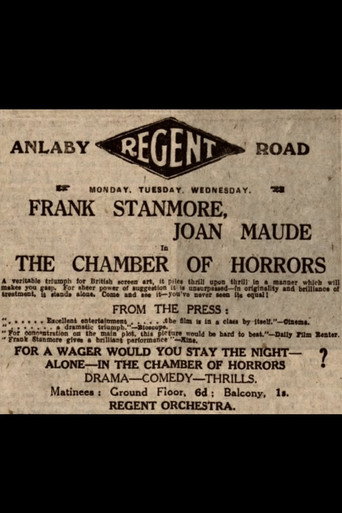 ANLABY REGENT ROAD
MONDAY, TUESDAY, WEDNESDAY.
FRANK STANMORE,
JOAN MAUDE
In
THE CHAMBER OF HORRORS
A veritable triumph for British screen art, it piles thrill upon thrill in a manner which will
makes you gasp. For sheer power of suggestion it is unsurpassed—in originality and brilliance of
treatment, it stands alone. Come and see it—you've never seen its equal!
FROM THE PRESS:
"..... Excellent entertainment, .... the film is in a class by itself."—Cinema.
"........ a dramatic triumph."—Bioscope.
"For concentration on the main plot, this picture would be hard to beat."—Daily Film Renter.
"Frank Stanmore gives a brilliant performance"—Kine.
FOR A WAGER WOULD YOU STAY THE NIGHT—
ALONE—IN THE CHAMBER OF HORRORS ?
DRAMA—COMEDY—THRILLS.
Matinees: Ground Floor, 6d; Balcony, 1s.
REGENT ORCHESTRA.